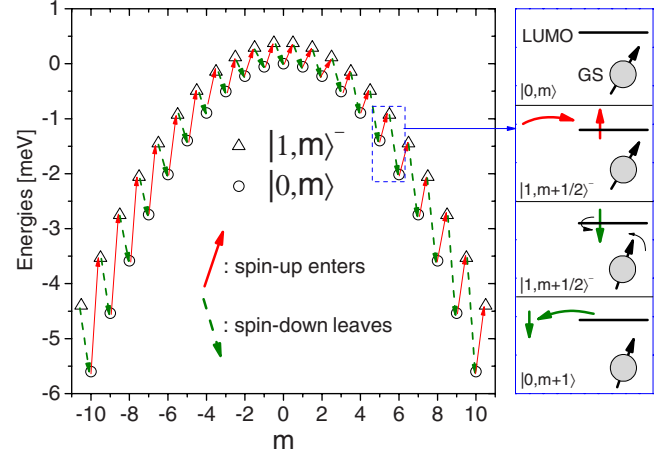 1
0
-1
-2
-3
-4
-5
-6
Energies [meV]
|1,m⟩⁻
|0,m⟩
: spin-up enters
: spin-down leaves
-10 -8 -6 -4 -2 0 2 4 6 8 10
m
LUMO
GS
|0,m⟩
|1,m+1/2⟩⁻
|1,m+1/2⟩⁻
|0,m+1⟩